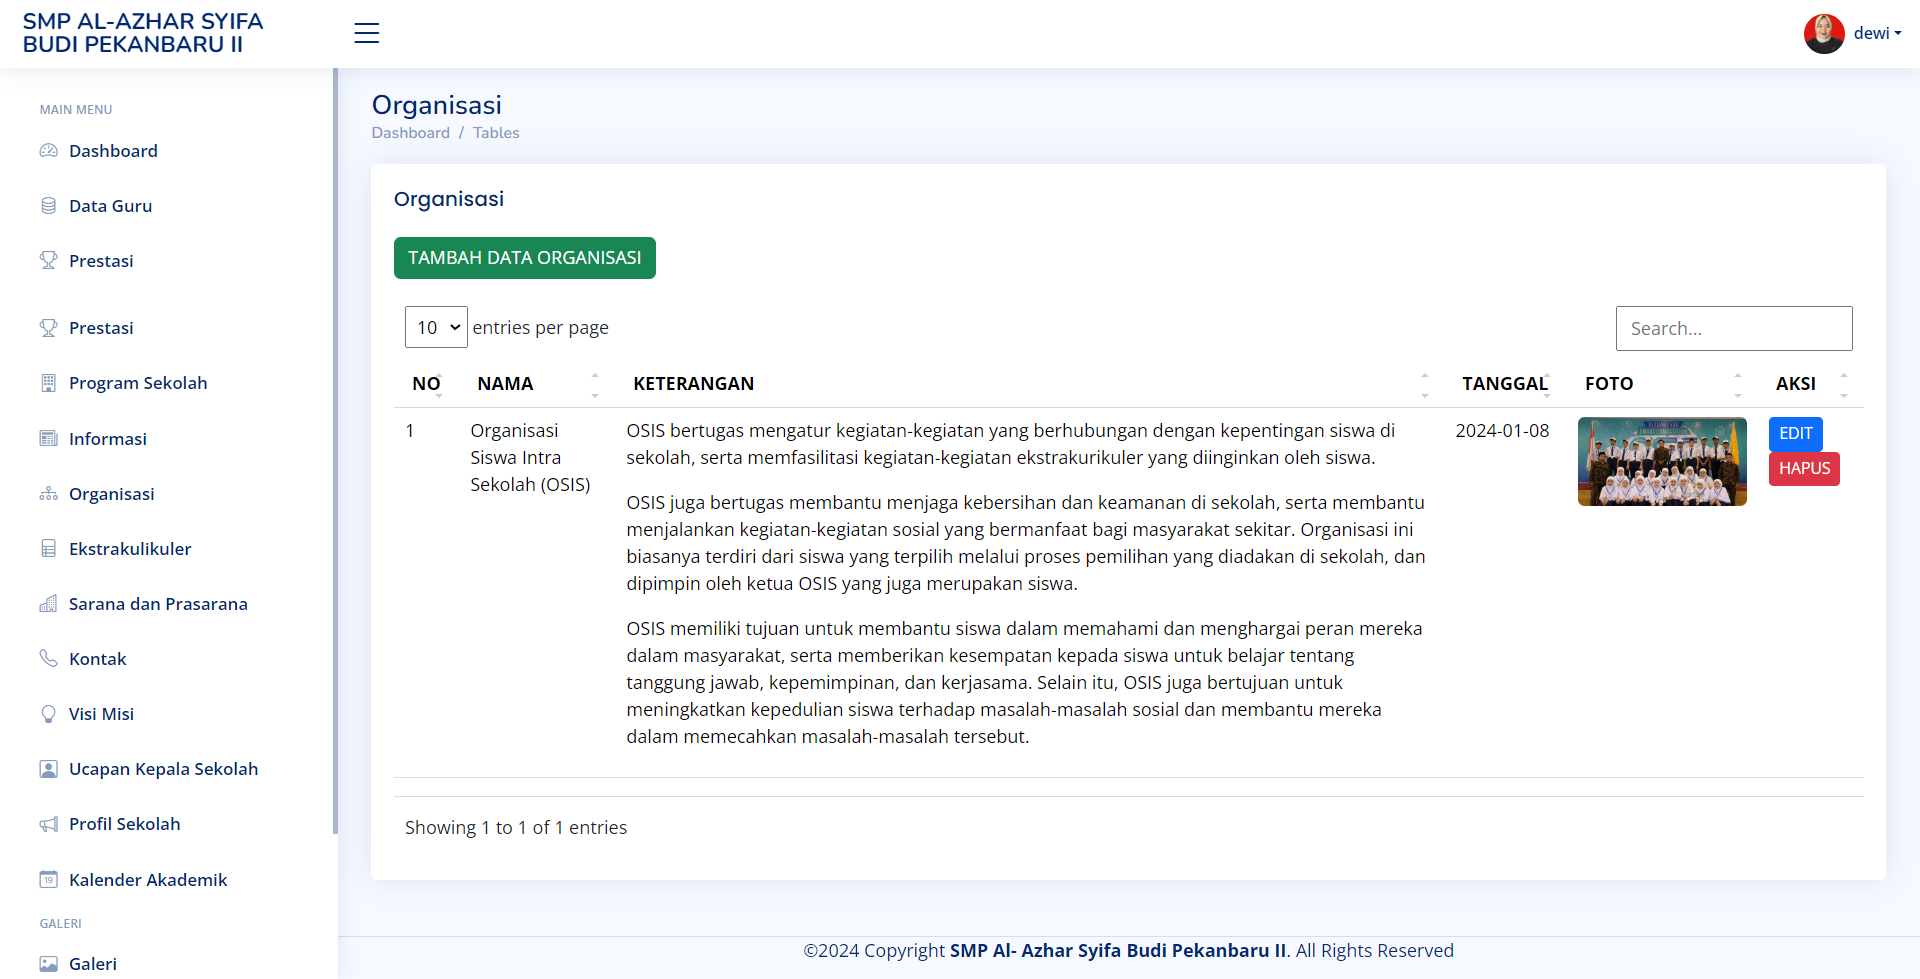 SMP AL-AZHAR SYIFA
BUDI PEKANBARU II
dewi
MAIN MENU
Dashboard
Data Guru
Prestasi
Prestasi
Program Sekolah
Informasi
Organisasi
Ekstrakulikuler
Sarana dan Prasarana
Kontak
Visi Misi
Ucapan Kepala Sekolah
Profil Sekolah
19
Kalender Akademik
GALERI
Galeri
Organisasi
Dashboard / Tables
Organisasi
TAMBAH DATA ORGANISASI
10 entries per page
Search...
NO NAMA KETERANGAN TANGGAL FOTO AKSI
1
Organisasi
Siswa Intra
Sekolah (OSIS)
OSIS bertugas mengatur kegiatan-kegiatan yang berhubungan dengan kepentingan siswa di
sekolah, serta memfasilitasi kegiatan-kegiatan ekstrakurikuler yang diinginkan oleh siswa.
OSIS juga bertugas membantu menjaga kebersihan dan keamanan di sekolah, serta membantu
menjalankan kegiatan-kegiatan sosial yang bermanfaat bagi masyarakat sekitar. Organisasi ini
biasanya terdiri dari siswa yang terpilih melalui proses pemilihan yang diadakan di sekolah, dan
dipimpin oleh ketua OSIS yang juga merupakan siswa.
OSIS memiliki tujuan untuk membantu siswa dalam memahami dan menghargai peran mereka
dalam masyarakat, serta memberikan kesempatan kepada siswa untuk belajar tentang
tanggung jawab, kepemimpinan, dan kerjasama. Selain itu, OSIS juga bertujuan untuk
meningkatkan kepedulian siswa terhadap masalah-masalah sosial dan membantu mereka
dalam memecahkan masalah-masalah tersebut.
2024-01-08
EDIT
HAPUS
Showing 1 to 1 of 1 entries
©2024 Copyright SMP Al- Azhar Syifa Budi Pekanbaru II. All Rights Reserved